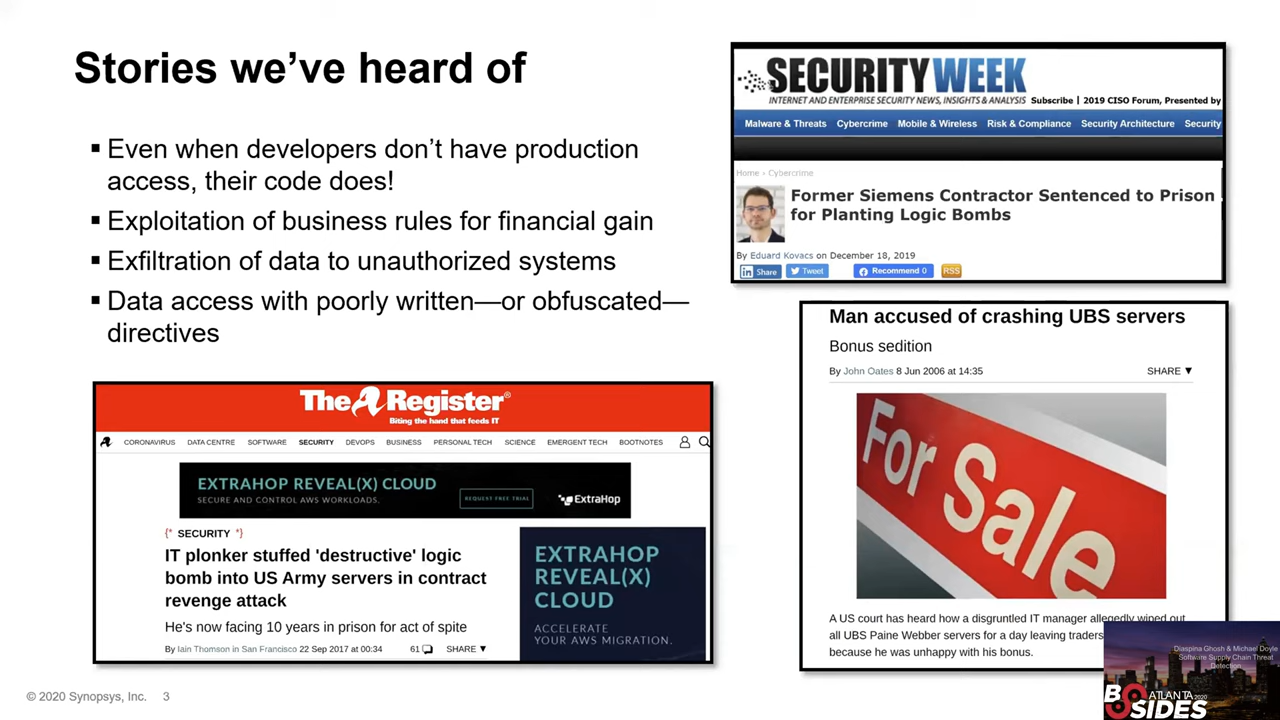 Stories we’ve heard of
▪ Even when developers don’t have production
access, their code does!
▪ Exploitation of business rules for financial gain
▪ Exfiltration of data to unauthorized systems
▪ Data access with poorly written—or obfuscated—
directives
SECURITYWEEK
INTERNET AND ENTERPRISE SECURITY NEWS, INSIGHTS & ANALYSIS
Subscribe | 2019 CISO Forum, Presented by
Malware & Threats Cybercrime Mobile & Wireless Risk & Compliance Security Architecture Security
Home › Cybercrime
Former Siemens Contractor Sentenced to Prison
for Planting Logic Bombs
By Eduard Kovacs on December 18, 2019
in Share Tweet Recommend 0 RSS
The Register®
Biting the hand that feeds IT
CORONAVIRUS DATA CENTRE SOFTWARE SECURITY DEVOPS BUSINESS PERSONAL TECH SCIENCE EMERGENT TECH BOOTNOTES
EXTRAHOP REVEAL(X) CLOUD
SECURE AND CONTROL AWS WORKLOADS.
REQUEST FREE TRIAL
ExtraHop
{* SECURITY *}
IT plonker stuffed 'destructive' logic
bomb into US Army servers in contract
revenge attack
He's now facing 10 years in prison for act of spite
By Iain Thomson in San Francisco 22 Sep 2017 at 00:34 61 SHARE ▼
EXTRAHOP
REVEAL(X)
CLOUD
ACCELERATE
YOUR AWS MIGRATION.
Man accused of crashing UBS servers
Bonus sedition
By John Oates 8 Jun 2006 at 14:35 SHARE ▼
For Sale
A US court has heard how a disgruntled IT manager allegedly wiped out
all UBS Paine Webber servers for a day leaving traders
because he was unhappy with his bonus.
Diaspina Ghosh & Michael Doyle
Software Supply Chain Threat
Detection
BSIDES
ATLANTA 2020
© 2020 Synopsys, Inc. 3